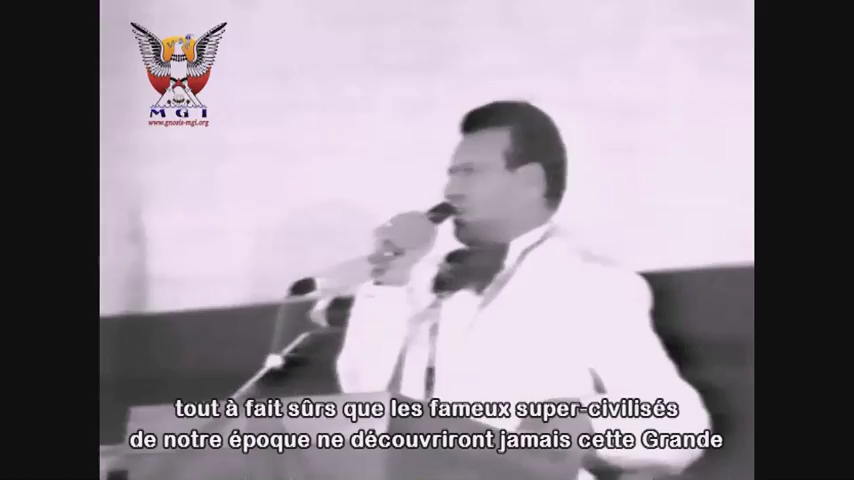 M G I
www.gnosis-mgi.org
tout à fait sûrs que les fameux super-civilisés
de notre époque ne découvriront jamais cette Grande